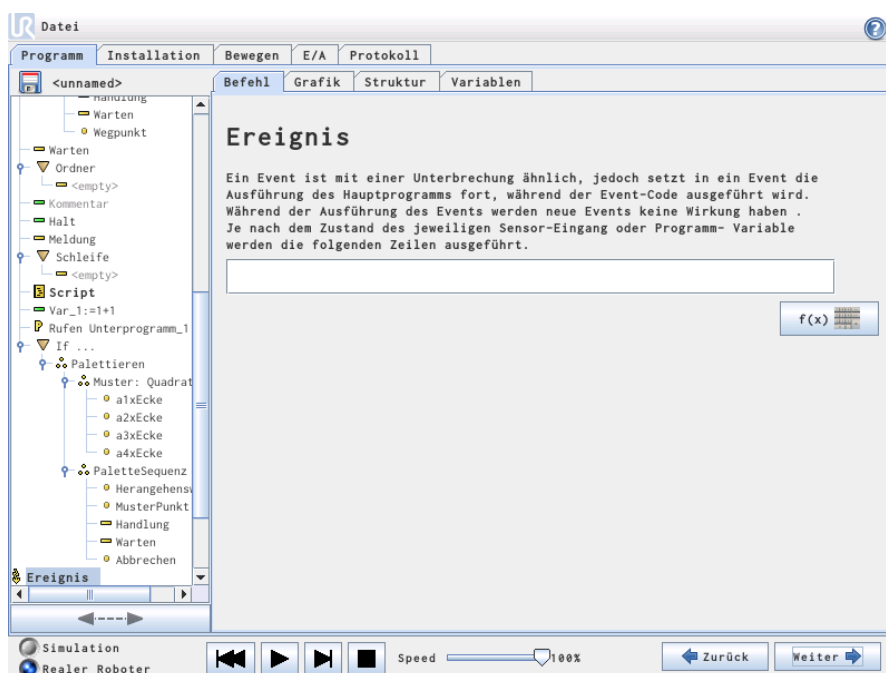 Datei
Programm Installation Bewegen E/A Protokoll
<unnamed>
Befehl Grafik Struktur Variablen
Handlung
Warten
Wegpunkt
Warten
Ordner
<empty>
Kommentar
Halt
Meldung
Schleife
<empty>
Script
Var_1:=1+1
Rufen Unterprogramm_1
If ...
Palettieren
Muster: Quadrat
a1xEcke
a2xEcke
a3xEcke
a4xEcke
PaletteSequenz
Herangehensw
MusterPunkt
Handlung
Warten
Abbrechen
Ereignis
Ereignis
Ein Event ist mit einer Unterbrechung ähnlich, jedoch setzt in ein Event die
Ausführung des Hauptprogramms fort, während der Event-Code ausgeführt wird.
Während der Ausführung des Events werden neue Events keine Wirkung haben .
Je nach dem Zustand des jeweiligen Sensor-Eingang oder Programm- Variable
werden die folgenden Zeilen ausgeführt.
f(x)
Simulation
Realer Roboter
Speed 100%
Zurück Weiter